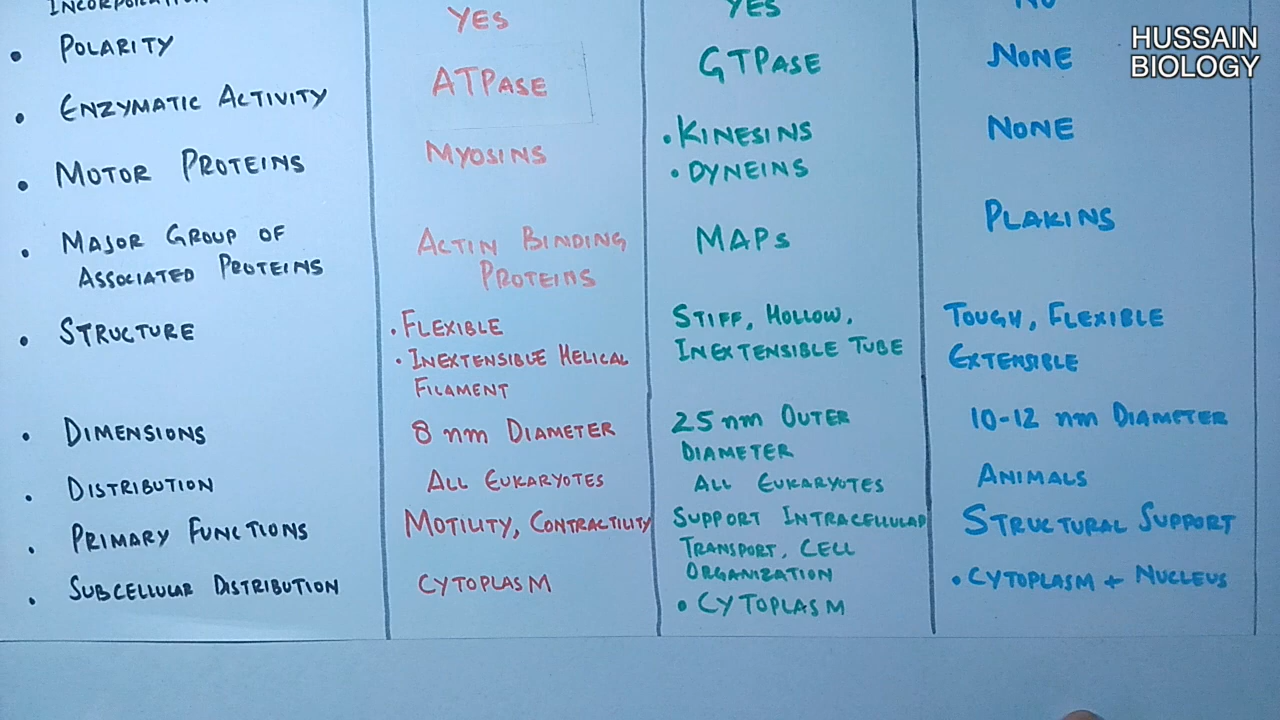 INCORPORATION
YES
YES
NO
HUSSAIN
BIOLOGY
• POLARITY
ATPASE
GTPASE
NONE
• ENZYMATIC ACTIVITY
MYOSINS
• KINESINS
• DYNEINS
NONE
• MOTOR PROTEINS
• MAJOR GROUP OF
ASSOCIATED PROTEINS
ACTIN BINDING
PROTEINS
MAPs
PLAKINS
• STRUCTURE
• FLEXIBLE
• INEXTENSIBLE HELICAL
FILAMENT
STIFF, HOLLOW,
INEXTENSIBLE TUBE
TOUGH, FLEXIBLE
EXTENSIBLE
• DIMENSIONS
8 nm DIAMETER
25 nm OUTER
DIAMETER
10-12 nm DIAMETER
• DISTRIBUTION
ALL EUKARYOTES
ALL EUKARYOTES
ANIMALS
• PRIMARY FUNCTIONS
MOTILITY, CONTRACTILITY
SUPPORT INTRACELLULAR
TRANSPORT, CELL
ORGANIZATION
STRUCTURAL SUPPORT
• SUBCELLULAR DISTRIBUTION
CYTOPLASM
• CYTOPLASM
• CYTOPLASM + NUCLEUS